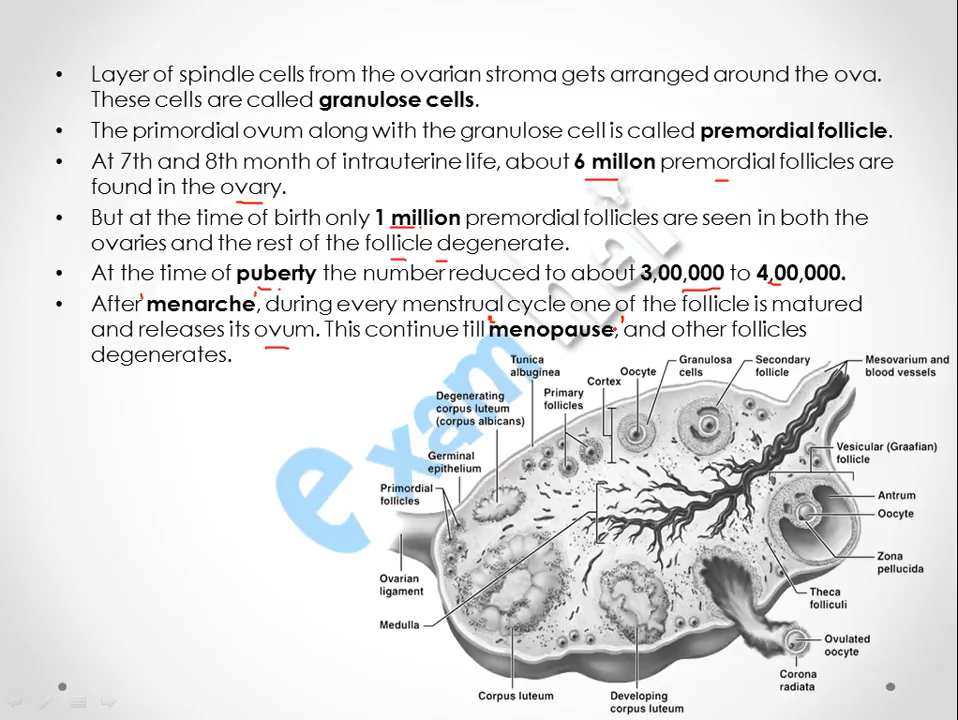 • Layer of spindle cells from the ovarian stroma gets arranged around the ova.
These cells are called granulose cells.
• The primordial ovum along with the granulose cell is called premordial follicle.
• At 7th and 8th month of intrauterine life, about 6 millon premordial follicles are
found in the ovary.
• But at the time of birth only 1 million premordial follicles are seen in both the
ovaries and the rest of the follicle degenerate.
• At the time of puberty the number reduced to about 3,00,000 to 4,00,000.
• After menarche, during every menstrual cycle one of the follicle is matured
and releases its ovum. This continue till menopause, and other follicles
degenerates.
exam
Tunica
albuginea
Degenerating
corpus luteum
(corpus albicans)
Germinal
epithelium
Primordial
follicles
Primary
follicles
Cortex
Oocyte
Granulosa
cells
Secondary
follicle
Mesovarium and
blood vessels
Vesicular (Graafian)
follicle
Antrum
Oocyte
Zona
pellucida
Theca
folliculi
Ovulated
oocyte
Corona
radiata
Ovarian
ligament
Medulla
Corpus luteum
Developing
corpus luteum